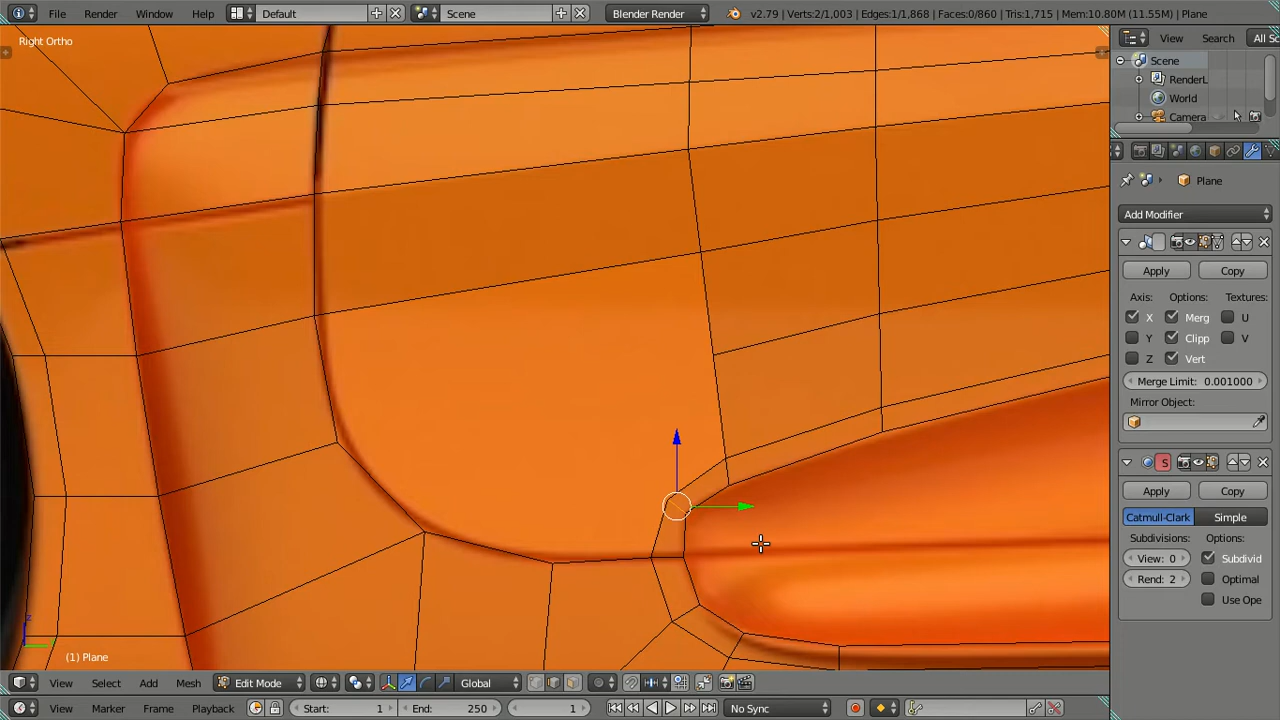 File Render Window Help Default Scene Blender Render v2.79 | Verts:2/1,003 | Edges:1/1,868 | Faces:0/860 | Tris:1,715 | Mem:10.80M (11.55M) | Plane
Right Ortho
View Search All Sc
Scene
RenderL
World
Camera
Plane
Add Modifier
Apply Copy
Axis: Options: Textures:
X Merg U
Y Clipp V
Z Vert
Merge Limit: 0.001000
Mirror Object:
S
Apply Copy
Catmull-Clark Simple
Subdivisions: Options:
View: 0 Subdivid
Rend: 2 Optimal
Use Ope
z
y
(1) Plane
View Select Add Mesh Edit Mode Global
View Marker Frame Playback Start: 1 End: 250 1 No Sync